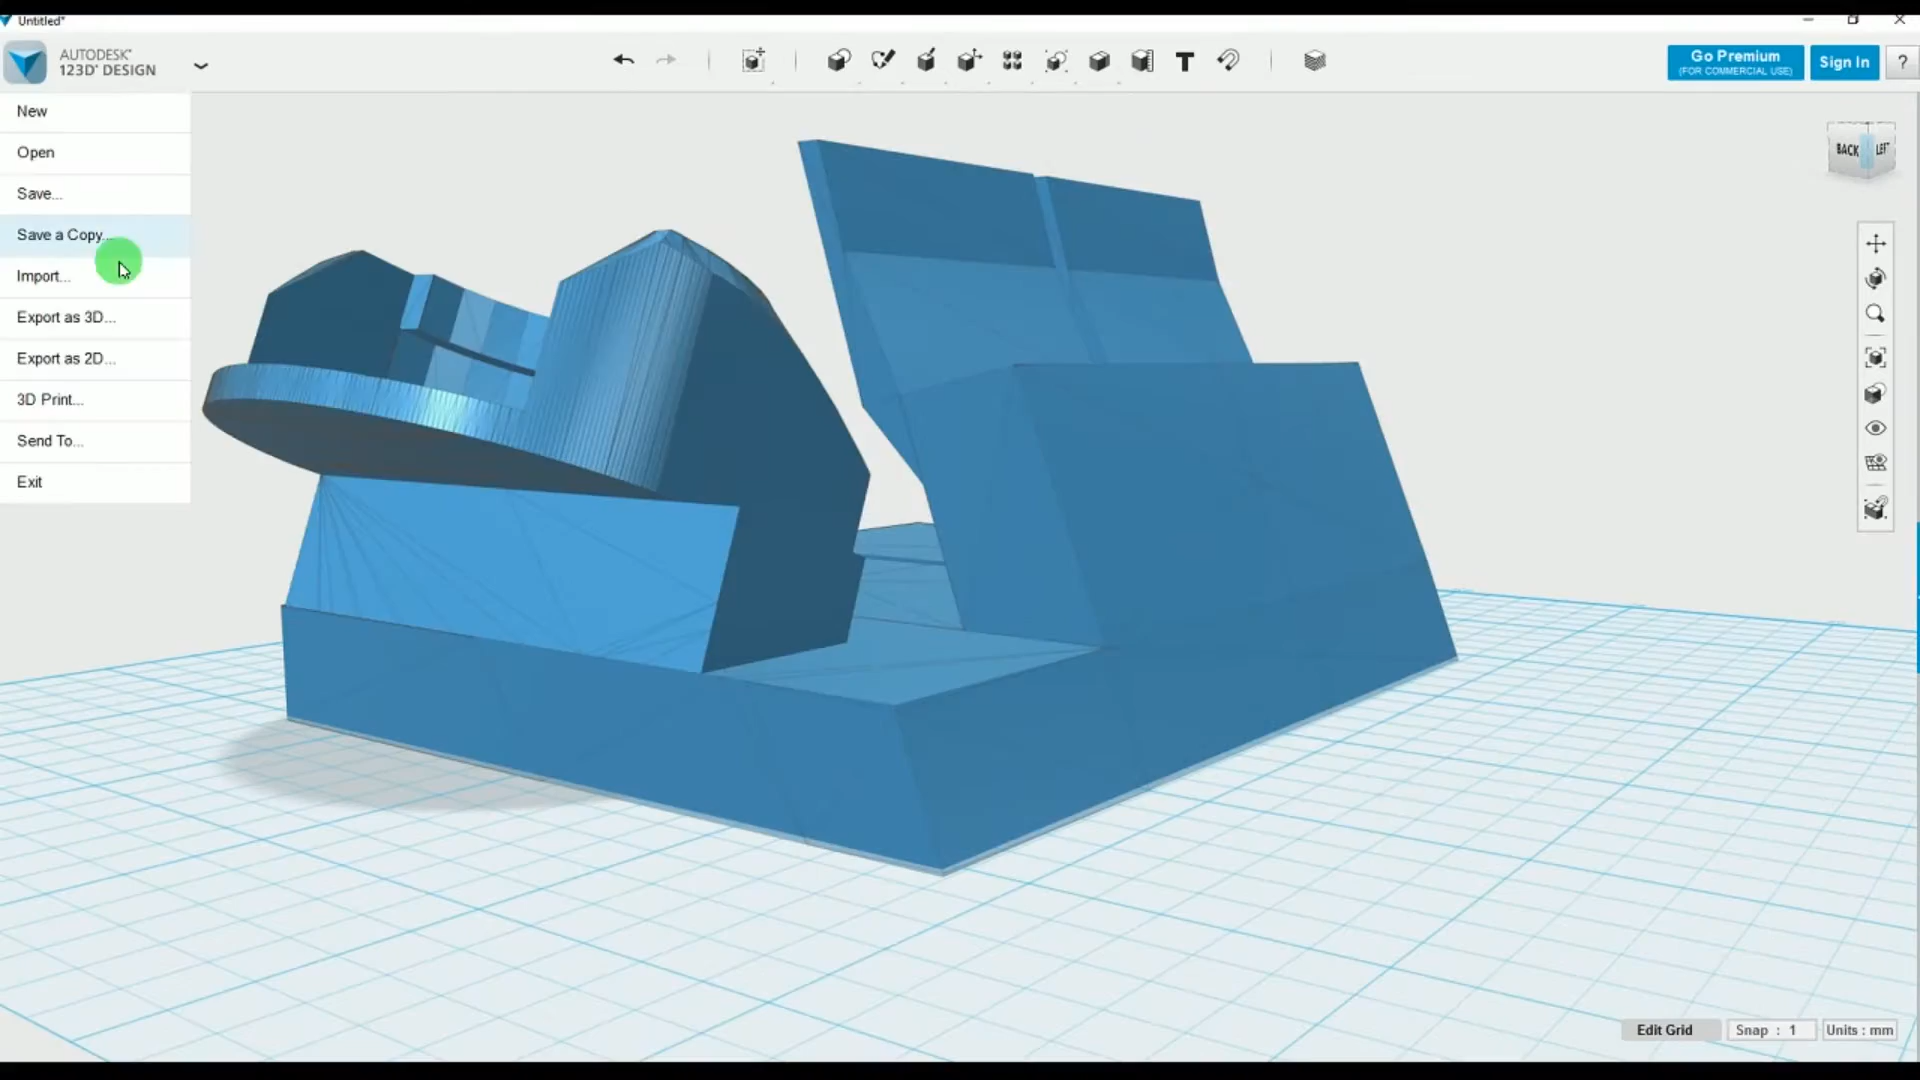 Untitled*
AUTODESK®
123D® DESIGN
Go Premium
(FOR COMMERCIAL USE)
Sign In
?
New
Open
Save...
Save a Copy...
Import...
Export as 3D...
Export as 2D...
3D Print...
Send To...
Exit
BACK
LEFT
T
Edit Grid
Snap : 1
Units : mm